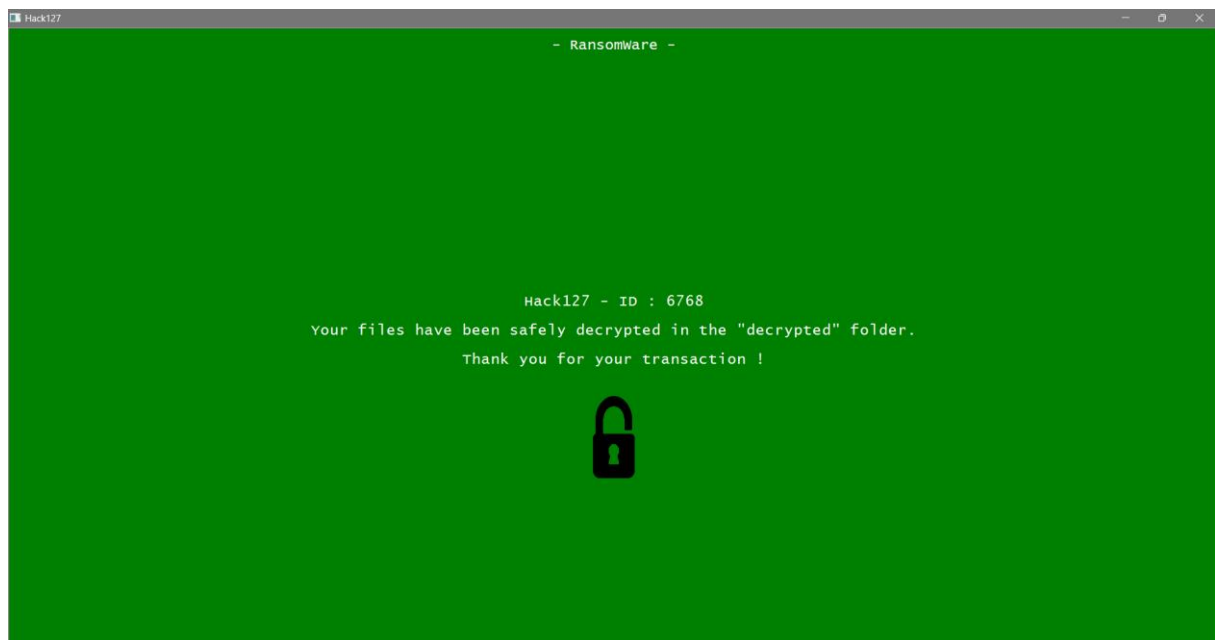 Hack127
- RansomWare -
Hack127 - ID : 6768
Your files have been safely decrypted in the "decrypted" folder.
Thank you for your transaction !